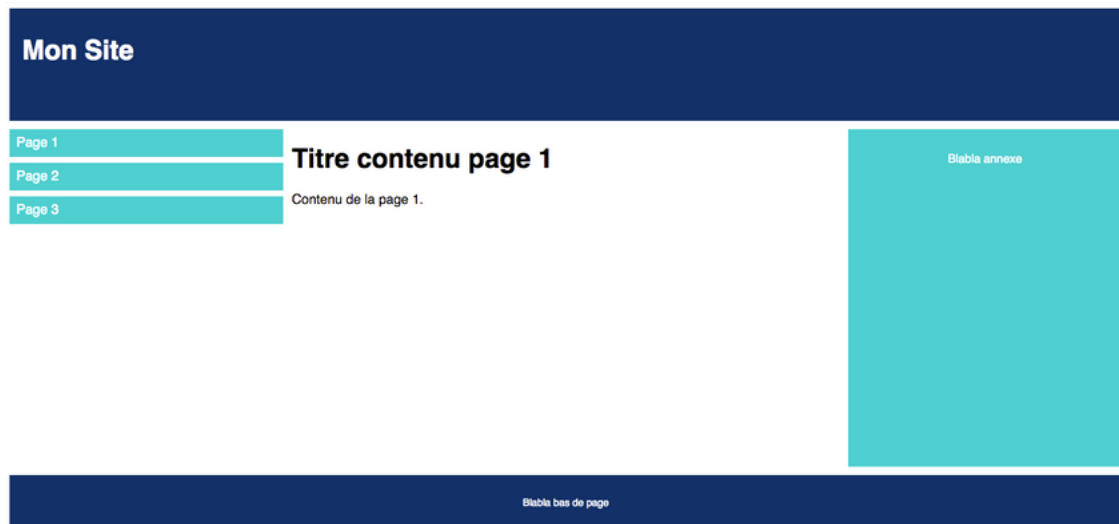 Mon Site
Page 1
Page 2
Page 3
Titre contenu page 1
Contenu de la page 1.
Blabla annexe
Blabla bas de page